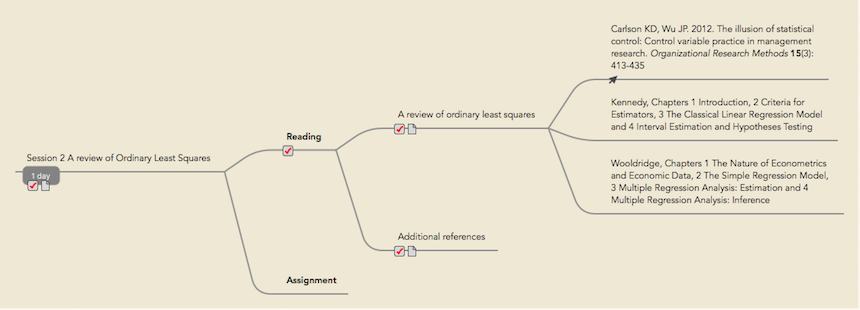 Session 2 A review of Ordinary Least Squares
1 day
Reading
A review of ordinary least squares
Carlson KD, Wu JP. 2012. The illusion of statistical
control: Control variable practice in management
research. Organizational Research Methods 15(3):
413-435
Kennedy, Chapters 1 Introduction, 2 Criteria for
Estimators, 3 The Classical Linear Regression Model
and 4 Interval Estimation and Hypotheses Testing
Wooldridge, Chapters 1 The Nature of Econometrics
and Economic Data, 2 The Simple Regression Model,
3 Multiple Regression Analysis: Estimation and 4
Multiple Regression Analysis: Inference
Additional references
Assignment